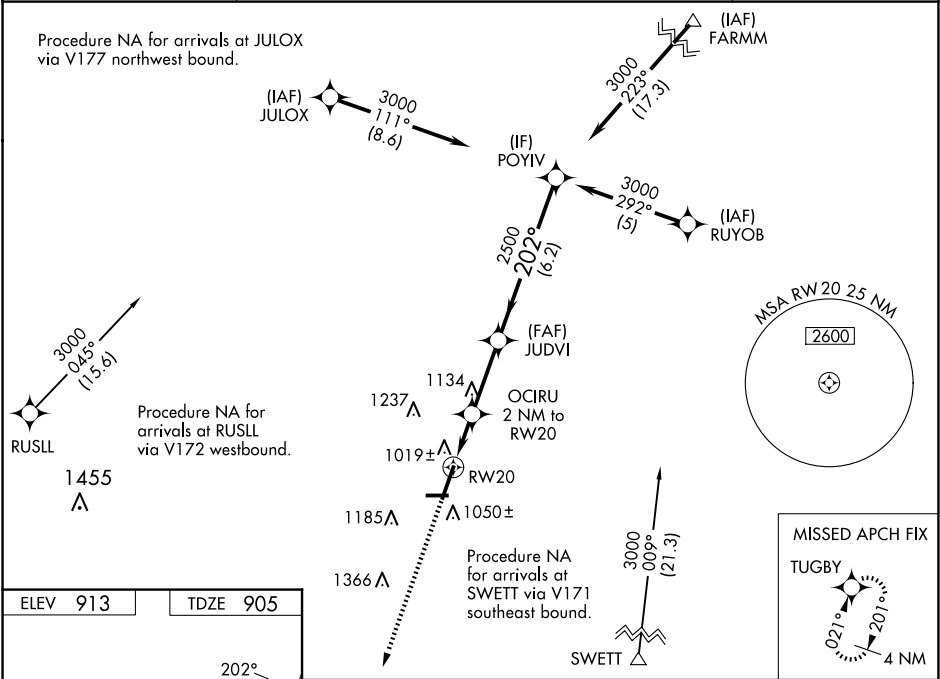 Procedure NA for arrivals at JULOX
via V177 northwest bound.
(IAF)
FARMM
3000
223°
(17.3)
(IAF)
JULOX
3000
111°
(8.6)
(IF)
POYIV
3000
292°
(5)
(IAF)
RUYOB
2500
202°
(6.2)
MSA RW20 25 NM
2600
3000
045°
(15.6)
RUSLL
(FAF)
JUDVI
1134
1237
OCIRU
2 NM to
RW20
Procedure NA for
arrivals at RUSLL
via V172 westbound.
1019±
RW20
1455
1185
1050±
1366
Procedure NA
for arrivals at
SWETT via V171
southeast bound.
3000
009°
(21.3)
SWETT
MISSED APCH FIX
TUGBY
021°
201°
4 NM
ELEV 913
TDZE 905
202°